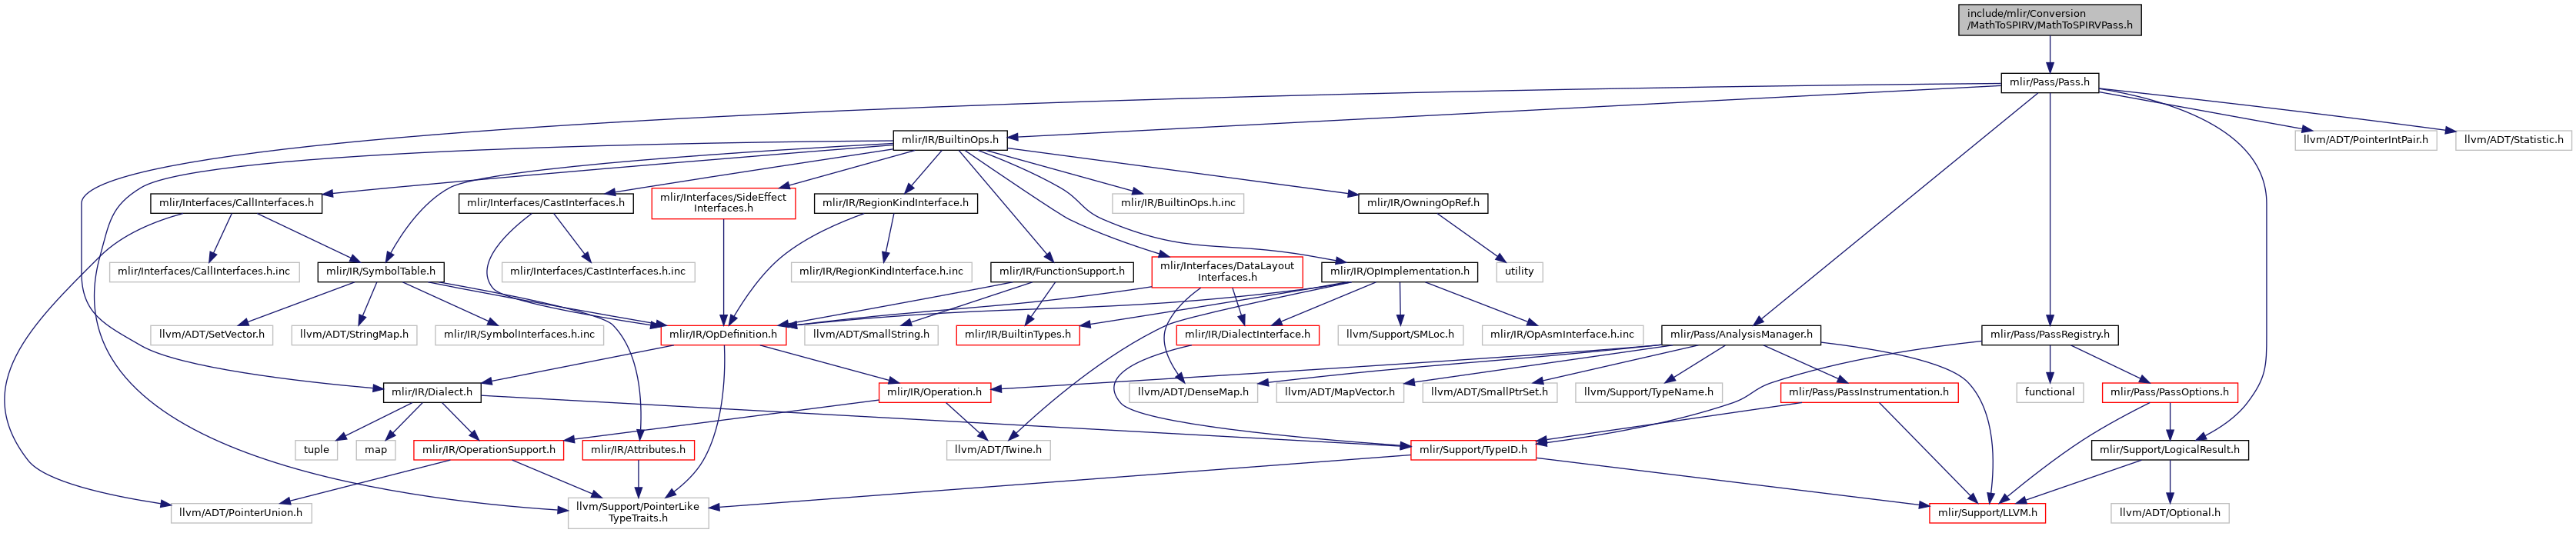 include/mlir/Conversion
/MathToSPIRV/MathToSPIRVPass.h
mlir/Pass/Pass.h
mlir/IR/BuiltinOps.h
llvm/ADT/PointerIntPair.h
llvm/ADT/Statistic.h
mlir/Interfaces/CallInterfaces.h
mlir/Interfaces/CastInterfaces.h
mlir/Interfaces/SideEffect
Interfaces.h
mlir/IR/RegionKindInterface.h
mlir/IR/BuiltinOps.h.inc
mlir/IR/OwningOpRef.h
mlir/Interfaces/CallInterfaces.h.inc
mlir/IR/SymbolTable.h
mlir/Interfaces/CastInterfaces.h.inc
mlir/IR/RegionKindInterface.h.inc
mlir/IR/FunctionSupport.h
mlir/Interfaces/DataLayout
Interfaces.h
mlir/IR/OpImplementation.h
utility
llvm/ADT/SetVector.h
llvm/ADT/StringMap.h
mlir/IR/SymbolInterfaces.h.inc
mlir/IR/OpDefinition.h
llvm/ADT/SmallString.h
mlir/IR/BuiltinTypes.h
mlir/IR/DialectInterface.h
llvm/Support/SMLoc.h
mlir/IR/OpAsmInterface.h.inc
mlir/Pass/AnalysisManager.h
mlir/Pass/PassRegistry.h
mlir/IR/Dialect.h
mlir/IR/Operation.h
llvm/ADT/DenseMap.h
llvm/ADT/MapVector.h
llvm/ADT/SmallPtrSet.h
llvm/Support/TypeName.h
mlir/Pass/PassInstrumentation.h
functional
mlir/Pass/PassOptions.h
tuple
map
mlir/IR/OperationSupport.h
mlir/IR/Attributes.h
llvm/ADT/Twine.h
mlir/Support/TypeID.h
mlir/Support/LogicalResult.h
llvm/ADT/PointerUnion.h
llvm/Support/PointerLike
TypeTraits.h
mlir/Support/LLVM.h
llvm/ADT/Optional.h